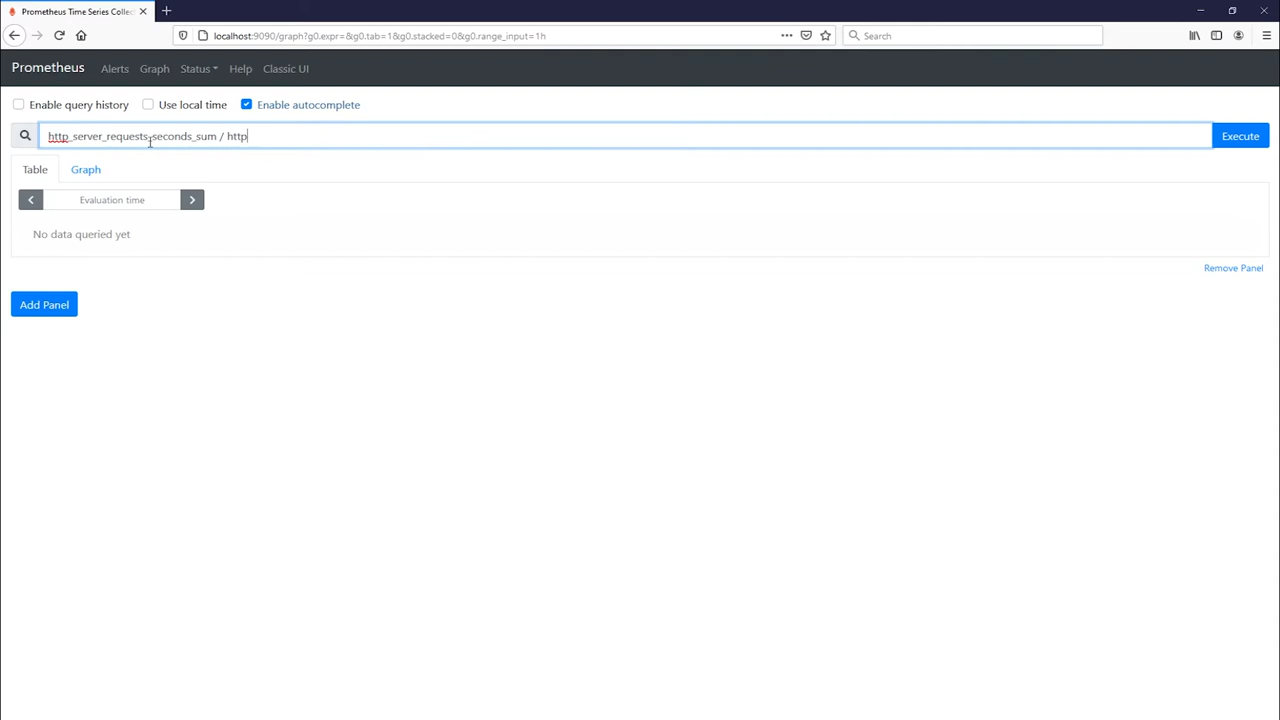 Prometheus Time Series Collec
localhost:9090/graph?g0.expr=&g0.tab=1&g0.stacked=0&g0.range_input=1h
Search
Prometheus Alerts Graph Status Help Classic UI
Enable query history Use local time Enable autocomplete
http_server_requests_seconds_sum / http
Execute
Table Graph
Evaluation time
No data queried yet
Remove Panel
Add Panel